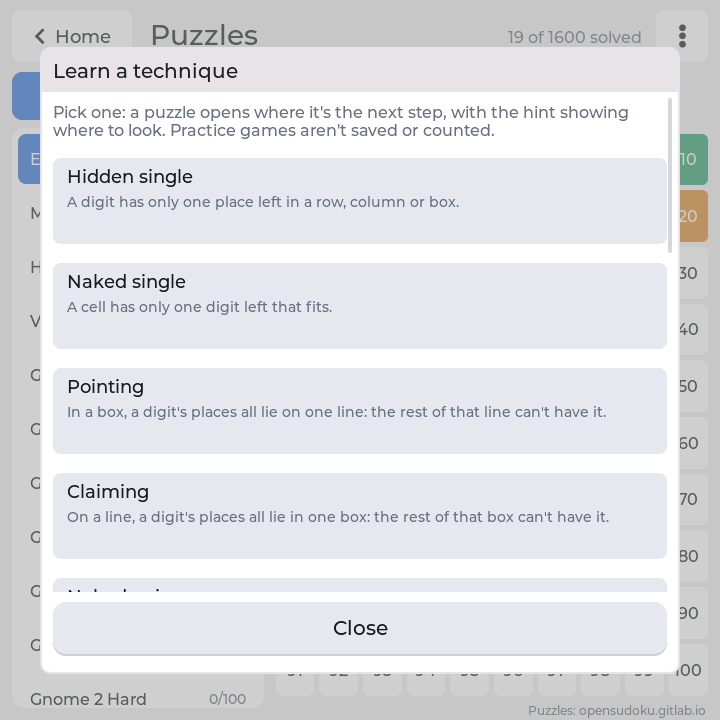 Home
Puzzles
19 of 1600 solved
Learn a technique
Pick one: a puzzle opens where it's the next step, with the hint showing
where to look. Practice games aren't saved or counted.
Hidden single
A digit has only one place left in a row, column or box.
Naked single
A cell has only one digit left that fits.
Pointing
In a box, a digit's places all lie on one line: the rest of that line can't have it.
Claiming
On a line, a digit's places all lie in one box: the rest of that box can't have it.
Close
10
20
30
40
50
60
70
80
90
100
Gnome 2 Hard
0/100
Puzzles: opensudoku.gitlab.io